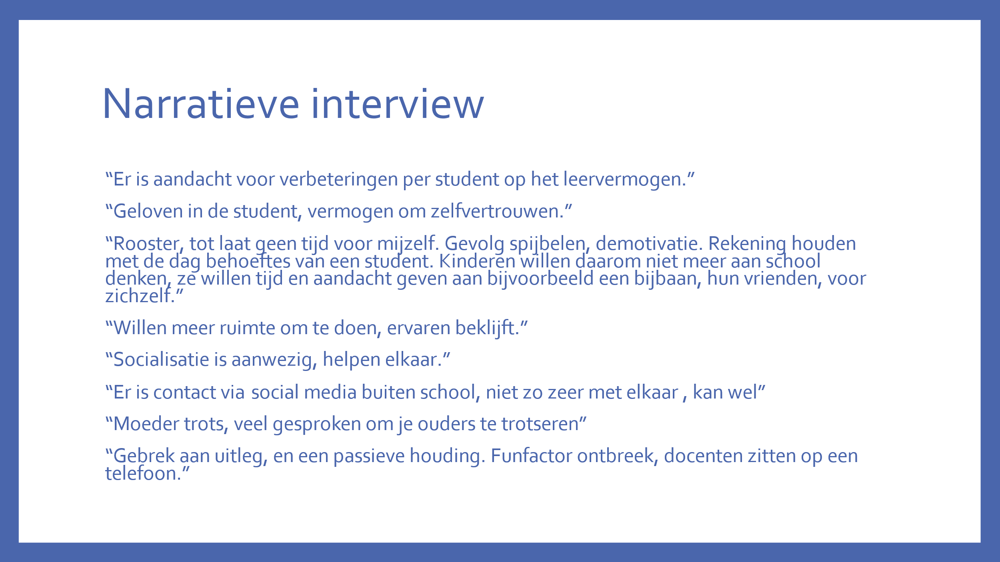 Narratieve interview
“Er is aandacht voor verbeteringen per student op het leervermogen.”
“Geloven in de student, vermogen om zelfvertrouwen.”
“Rooster, tot laat geen tijd voor mijzelf. Gevolg spijbelen, demotivatie. Rekening houden
met de dag behoeftes van een student. Kinderen willen daarom niet meer aan school
denken, ze willen tijd en aandacht geven aan bijvoorbeeld een bijbaan, hun vrienden, voor
zichzelf.”
“Willen meer ruimte om te doen, ervaren beklijft.”
“Socialisatie is aanwezig, helpen elkaar.”
“Er is contact via social media buiten school, niet zo zeer met elkaar , kan wel”
“Moeder trots, veel gesproken om je ouders te trotseren”
“Gebrek aan uitleg, en een passieve houding. Funfactor ontbreek, docenten zitten op een
telefoon.”